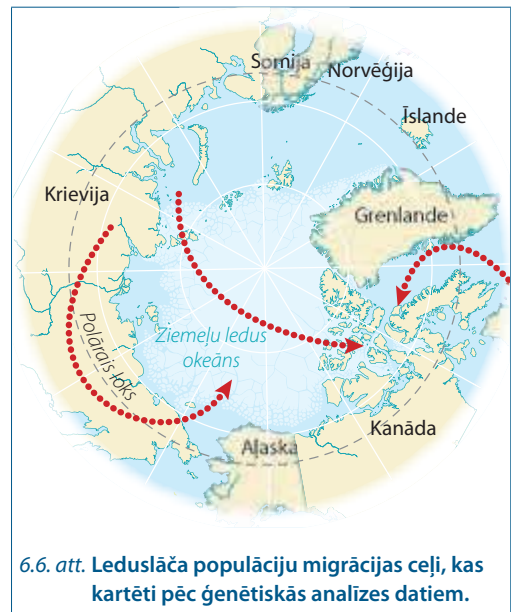 Somija
Norvēģija
Īslande
Krievija
Grenlande
Ziemeļu ledus
okeāns
Polārais loks
Kanāda
Aļaska
6.6. att. Leduslāča populāciju migrācijas ceļi, kas
kartēti pēc ģenētiskās analīzes datiem.